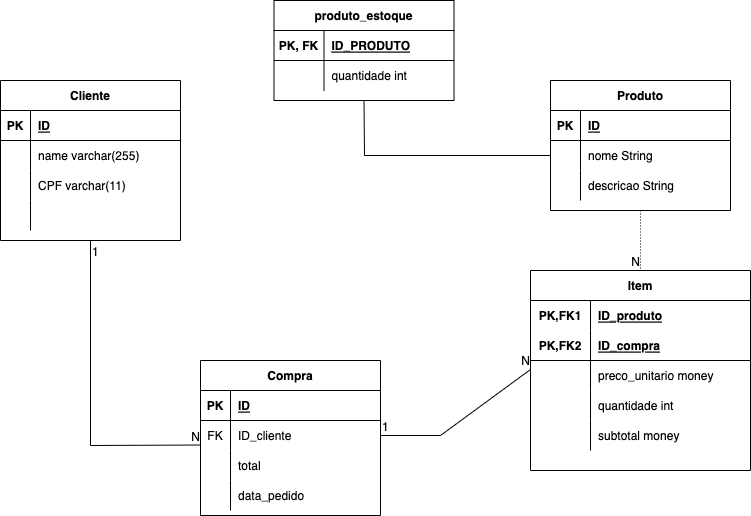 produto_estoque
PK, FK ID_PRODUTO
quantidade int
Cliente
PK ID
name varchar(255)
CPF varchar(11)
1
Produto
PK ID
nome String
descricao String
N
Item
PK,FK1 ID_produto
PK,FK2 ID_compra
preco_unitario money
quantidade int
subtotal money
N
Compra
PK ID
FK ID_cliente
total
data_pedido
N
1